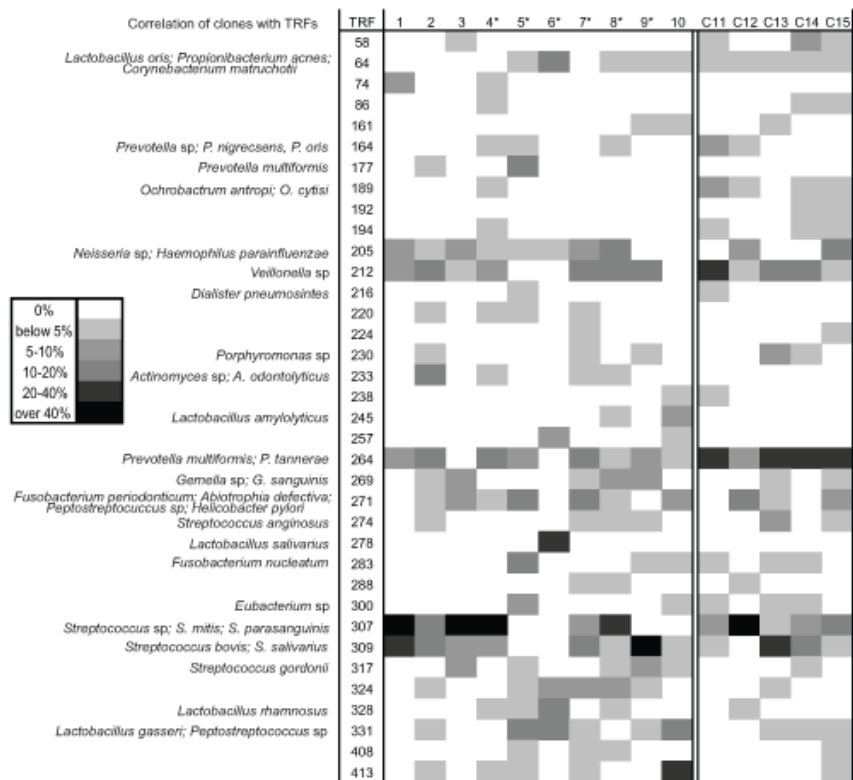 Correlation of clones with TRFs TRF 1 2 3 4* 5* 6* 7* 8* 9* 10 C11 C12 C13 C14 C15
58
Lactobacillus oris; Propionibacterium acnes; 64
Corynebacterium matruchotii
74
86
161
Prevotella sp; P. nigrecsens, P. oris 164
Prevotella multiformis 177
Ochrobactrum antropi; O. cytisi 189
192
194
Neisseria sp; Haemophilus parainfluenzae 205
Veillonella sp 212
Dialister pneumosintes 216
220
224
Porphyromonas sp 230
Actinomyces sp; A. odontolyticus 233
238
Lactobacillus amylolyticus 245
257
Prevotella multiformis; P. tannerae 264
Gemella sp; G. sanguinis 269
Fusobacterium periodonticum; Abiotrophia defectiva; 271
Peptostreptocuccus sp; Helicobacter pylori
Streptococcus anginosus 274
Lactobacillus salivarius 278
Fusobacterium nucleatum 283
288
Eubacterium sp 300
Streptococcus sp; S. mitis; S. parasanguinis 307
Streptococcus bovis; S. salivarius 309
Streptococcus gordonii 317
324
Lactobacillus rhamnosus 328
Lactobacillus gasseri; Peptostreptococcus sp 331
408
413
0%
below 5%
5-10%
10-20%
20-40%
over 40%